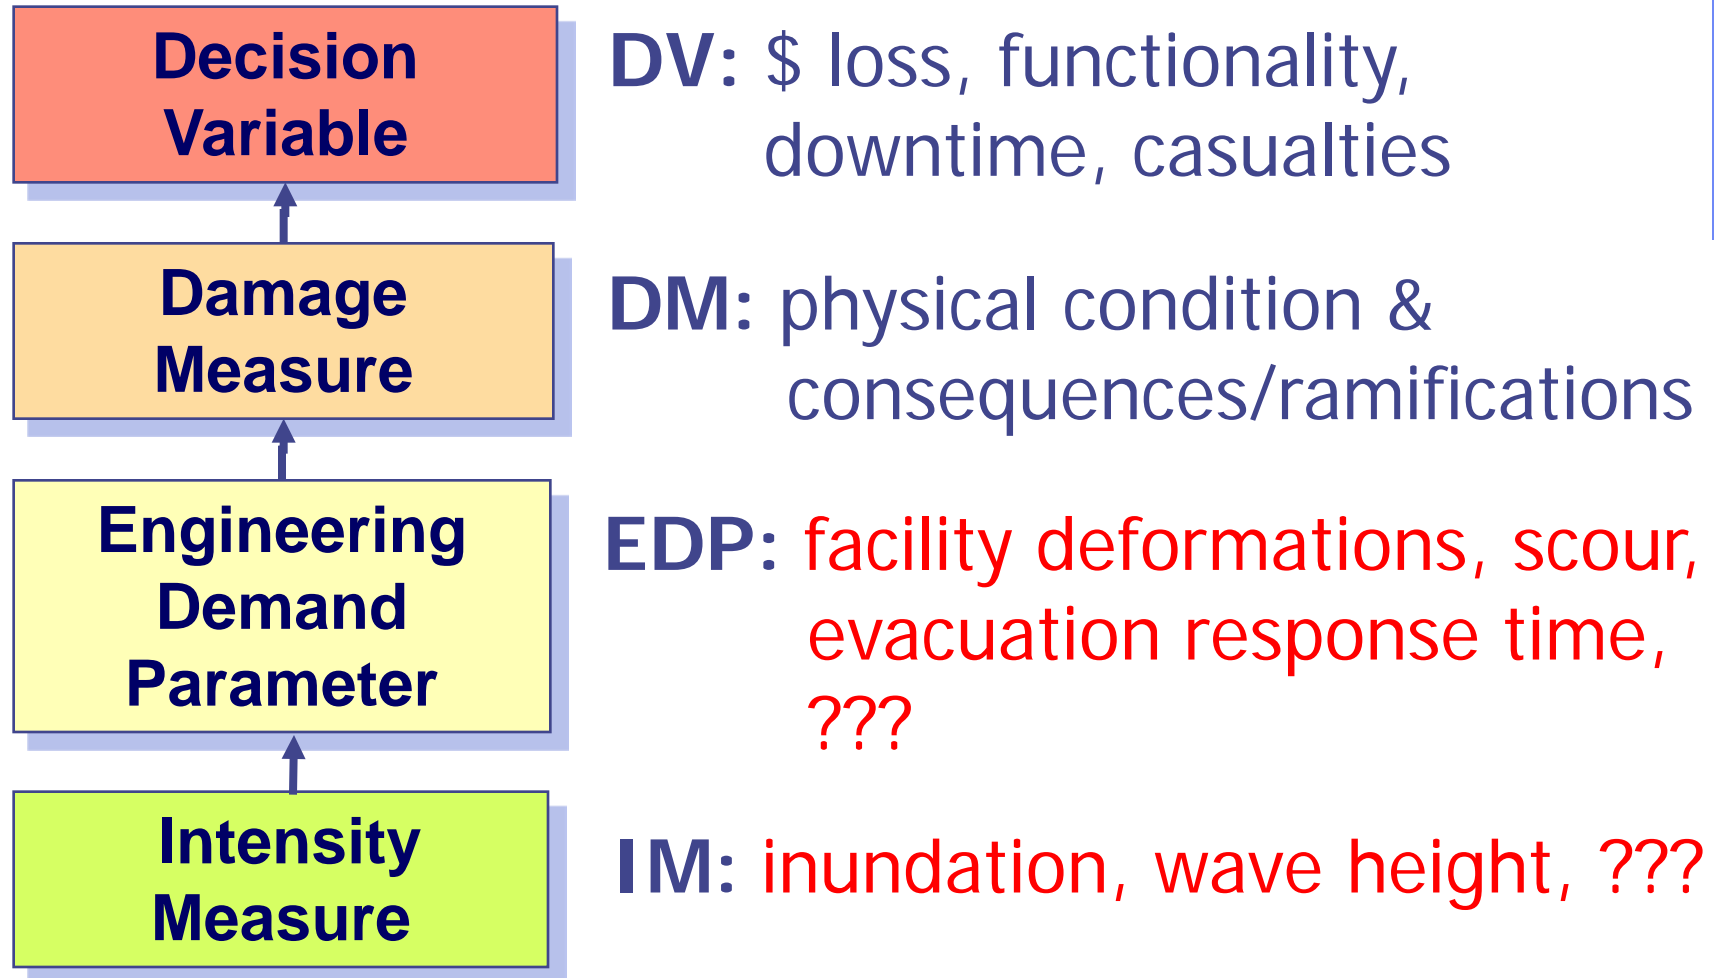 Decision
Variable
DV: $ loss, functionality,
downtime, casualties
Damage
Measure
DM: physical condition &
consequences/ramifications
Engineering
Demand
Parameter
EDP: facility deformations, scour,
evacuation response time,
???
Intensity
Measure
IM: inundation, wave height, ???